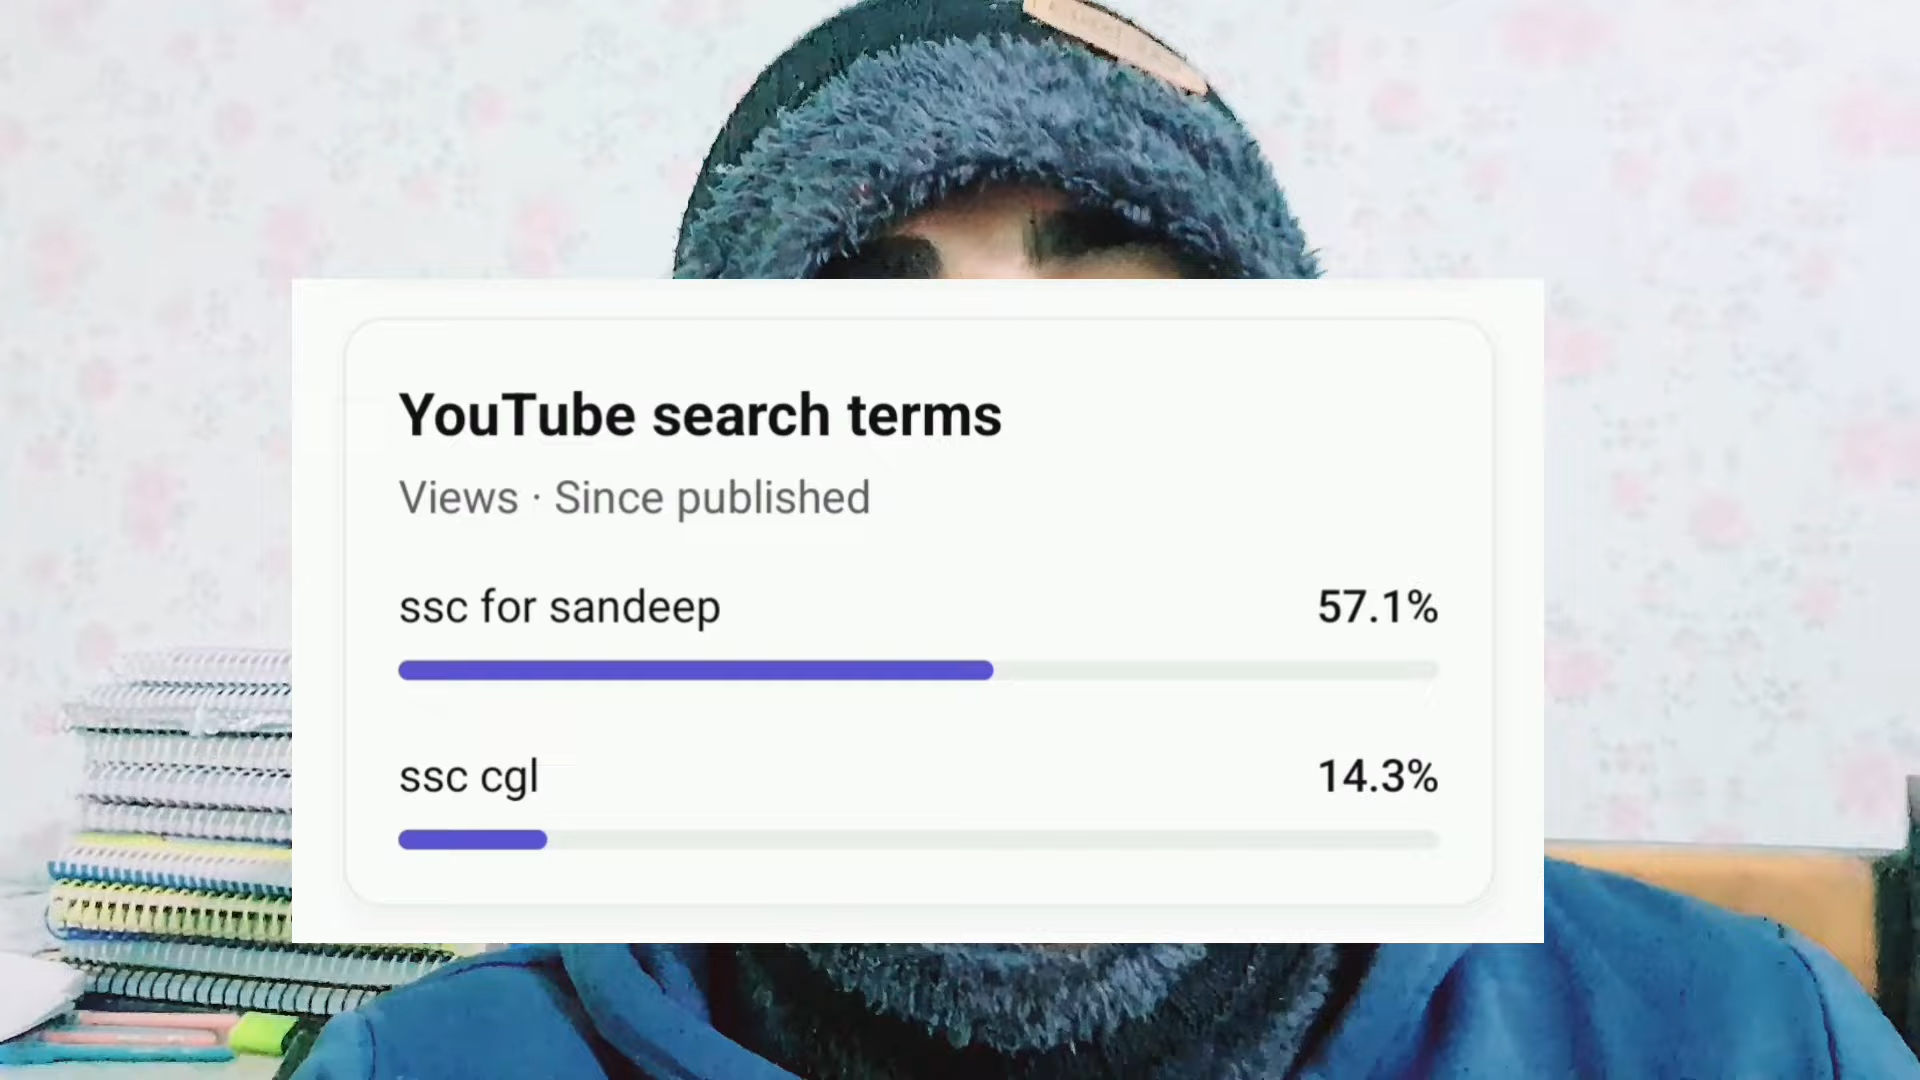 YouTube search terms
Views · Since published
ssc for sandeep 57.1%
ssc cgl 14.3%